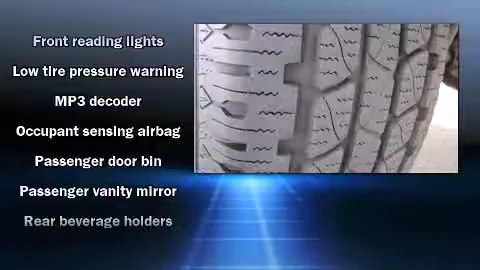 Front reading lights
Low tire pressure warning
MP3 decoder
Occupant sensing airbag
Passenger door bin
Passenger vanity mirror
Rear beverage holders